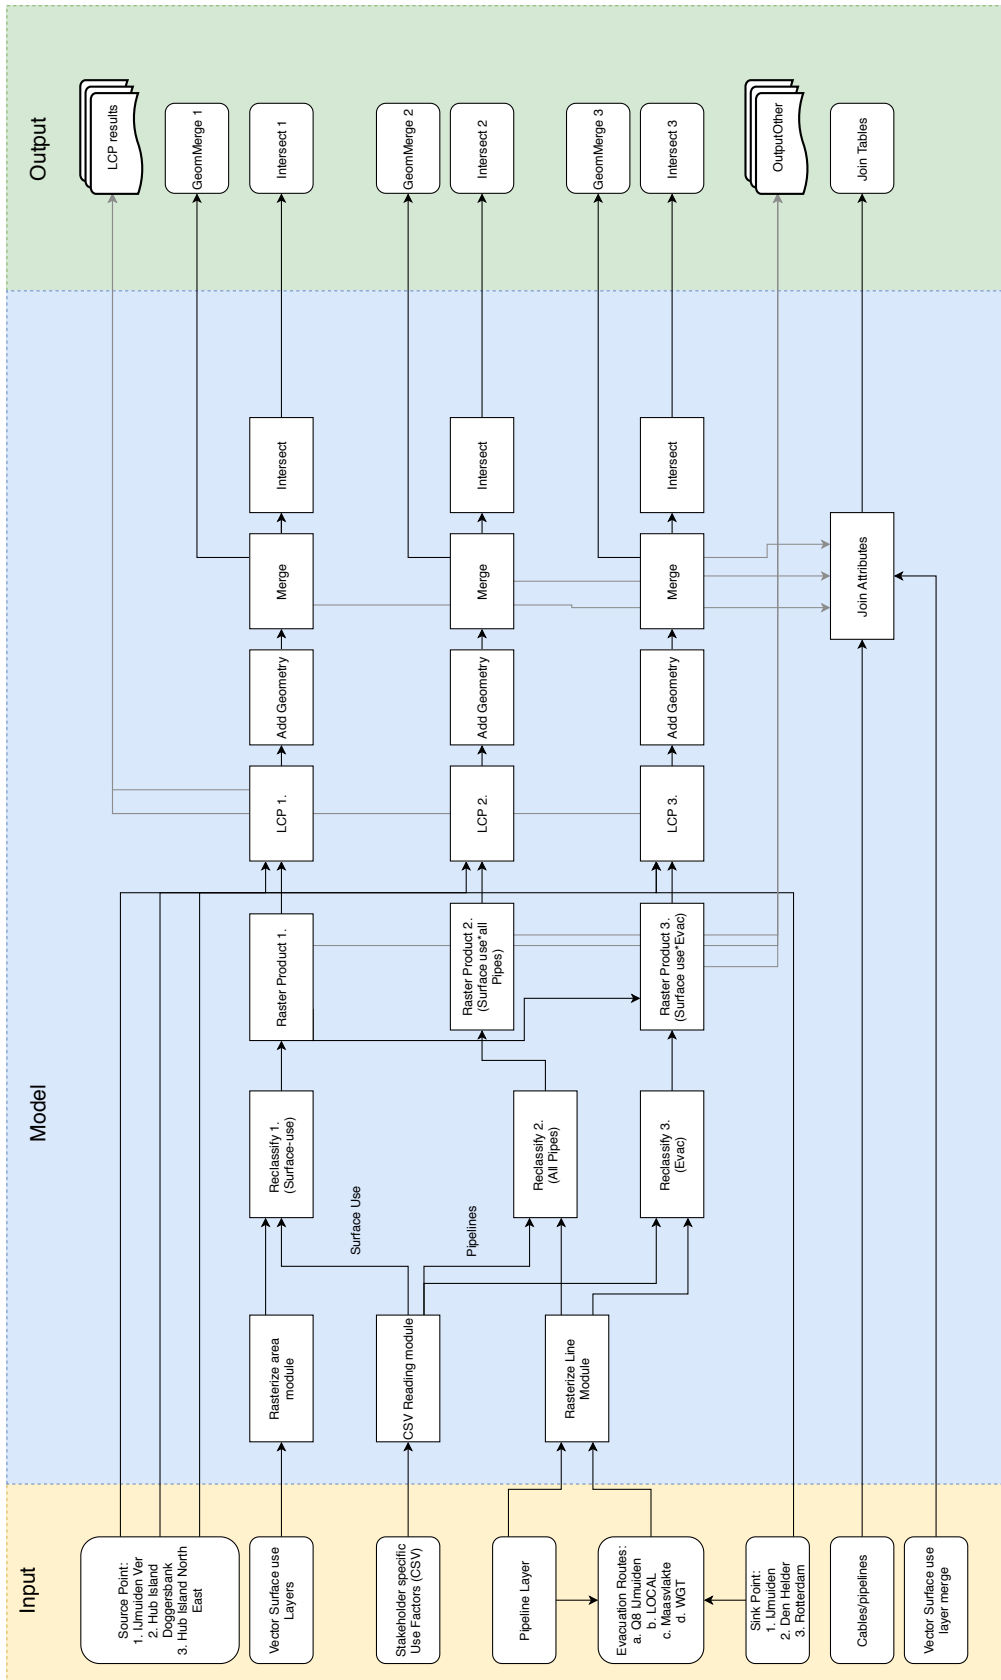 Input
Model
Output
Source Point:
1. IJmuiden Ver
2. Hub Island
Doggersbank
3. Hub Island North
East
Vector Surface use
Layers
Stakeholder specific
Use Factors (CSV)
Pipeline Layer
Evacuation Routes:
a. Q8 IJmuiden
b. LOCAL
c. Maasvlakte
d. WGT
Sink Point:
1. IJmuiden
2. Den Helder
3. Rotterdam
Cables/pipelines
Vector Surface use
layer merge
Rasterize area
module
CSV Reading module
Rasterize Line
Module
Surface Use
Pipelines
Reclassify 1.
(Surface-use)
Reclassify 2.
(All Pipes)
Reclassify 3.
(Evac)
Raster Product 1.
Raster Product 2.
(Surface use*all
Pipes)
Raster Product 3.
(Surface use*Evac)
LCP 1.
LCP 2.
LCP 3.
Add Geometry
Add Geometry
Add Geometry
Merge
Merge
Merge
Intersect
Intersect
Intersect
Join Attributes
LCP results
GeomMerge 1
Intersect 1
GeomMerge 2
Intersect 2
GeomMerge 3
Intersect 3
OutputOther
Join Tables